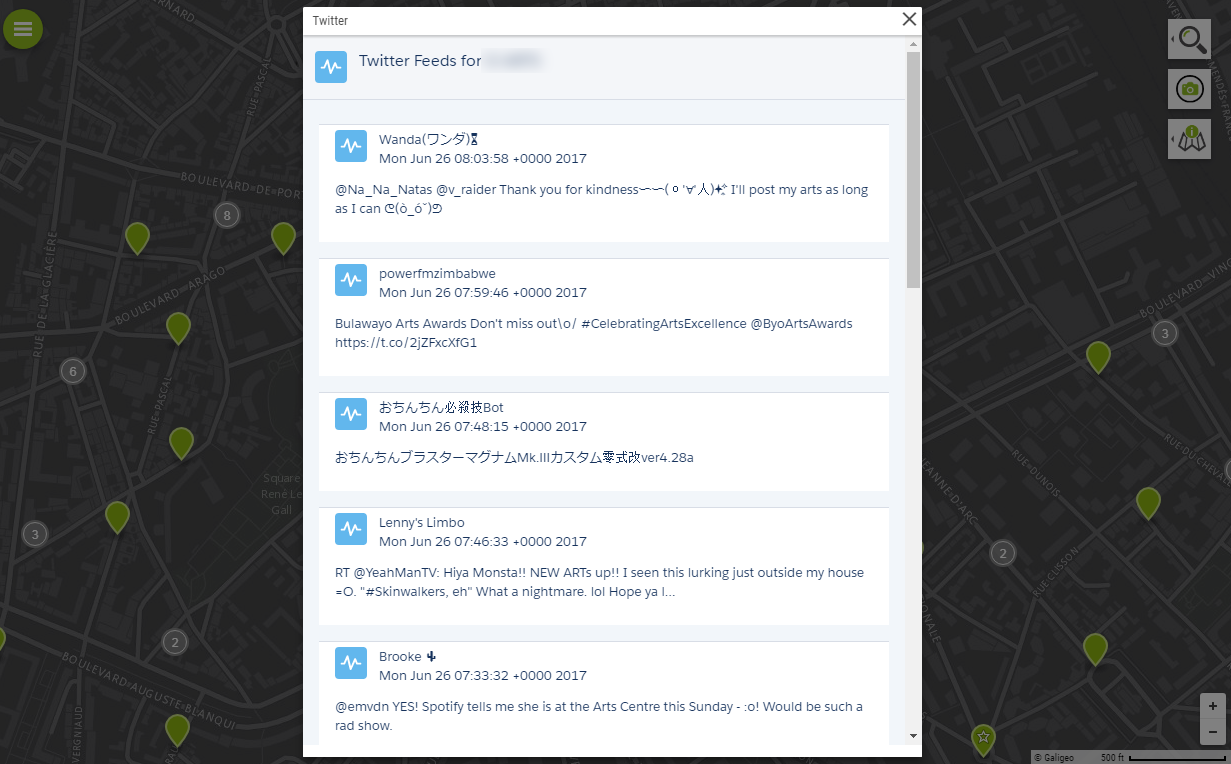 Twitter
Twitter Feeds for
Wanda(ワンダ)⌛
Mon Jun 26 08:03:58 +0000 2017
@Na_Na_Natas @v_raider Thank you for kindness
I'll post my arts as long
as I can
powerfmzimbabwe
Mon Jun 26 07:59:46 +0000 2017
Bulawayo Arts Awards Don't miss out\o/ #CelebratingArtsExcellence @ByoArtsAwards
https://t.co/2jZFxcXfG1
おちんちん必殺技Bot
Mon Jun 26 07:48:15 +0000 2017
おちんちんブラスターマグナムMk.IIIカスタム零式改ver4.28a
Lenny's Limbo
Mon Jun 26 07:46:33 +0000 2017
RT @YeahManTV: Hiya Monsta!! NEW ARTs up!! I seen this lurking just outside my house
=O. "#Skinwalkers, eh" What a nightmare. lol Hope ya l...
Brooke
Mon Jun 26 07:33:32 +0000 2017
@emvdn YES! Spotify tells me she is at the Arts Centre this Sunday - :o! Would be such a
rad show.
RUE PASCAL
BOULEVARD DE PORT
8
RUE DE LA GLACIÈRE
BOULEVARD ARAGO
6
RUE PASCAL
Square
René Le
Gall
3
2
BOULEVARD AUGUSTE BLANQUI
VERGNIAUD
MENDÈS-FRAN
BOULEVARD VINC
3
RUE DUNOIS
RUE DU CHEVA
JEANNE D'ARC
2
RUE CLISSON
IONALE
+
−
© Galigeo
500 ft